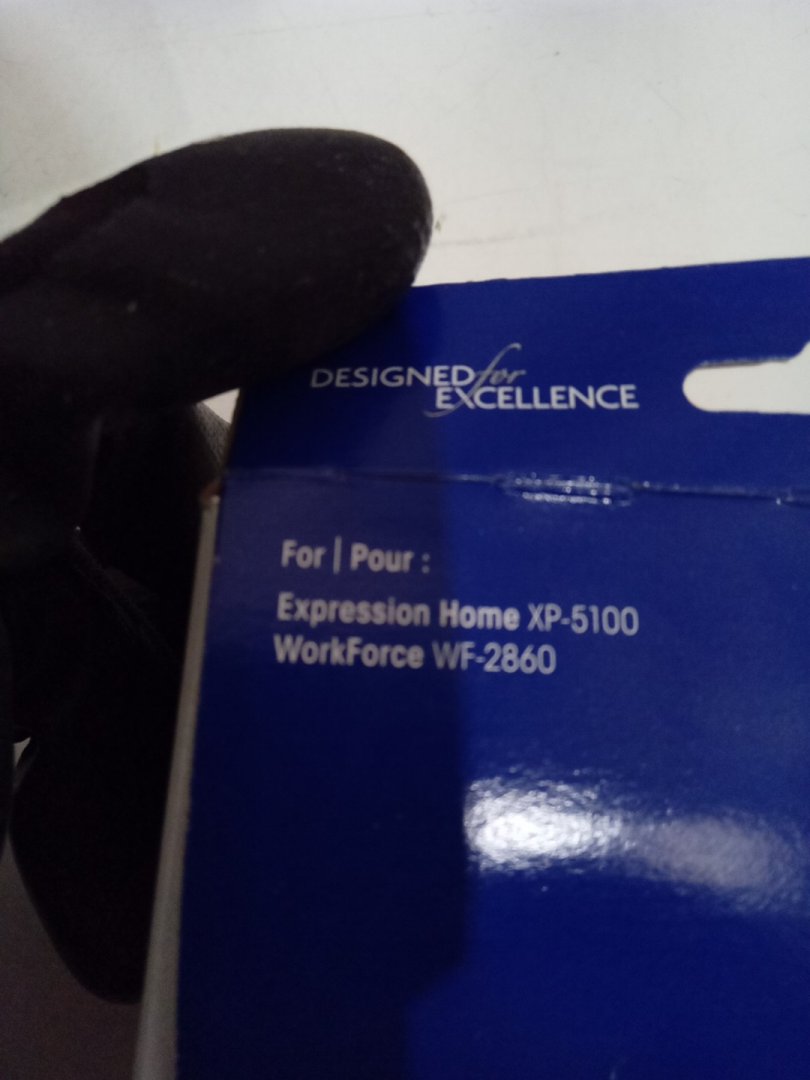 DESIGNED for
EXCELLENCE
For | Pour :
Expression Home XP-5100
WorkForce WF-2860